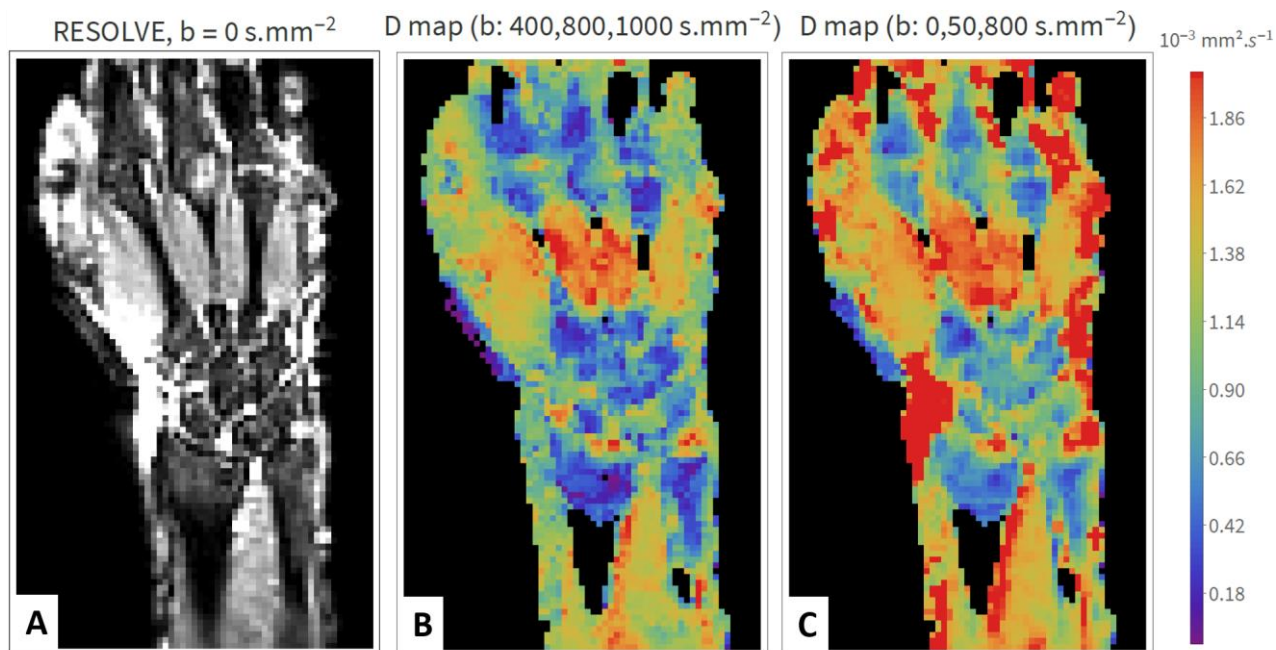 RESOLVE, b = 0 s.mm⁻²
D map (b: 400,800,1000 s.mm⁻²)
D map (b: 0,50,800 s.mm⁻²)
10⁻³ mm².s⁻¹
1.86
1.62
1.38
1.14
0.90
0.66
0.42
0.18
A
B
C